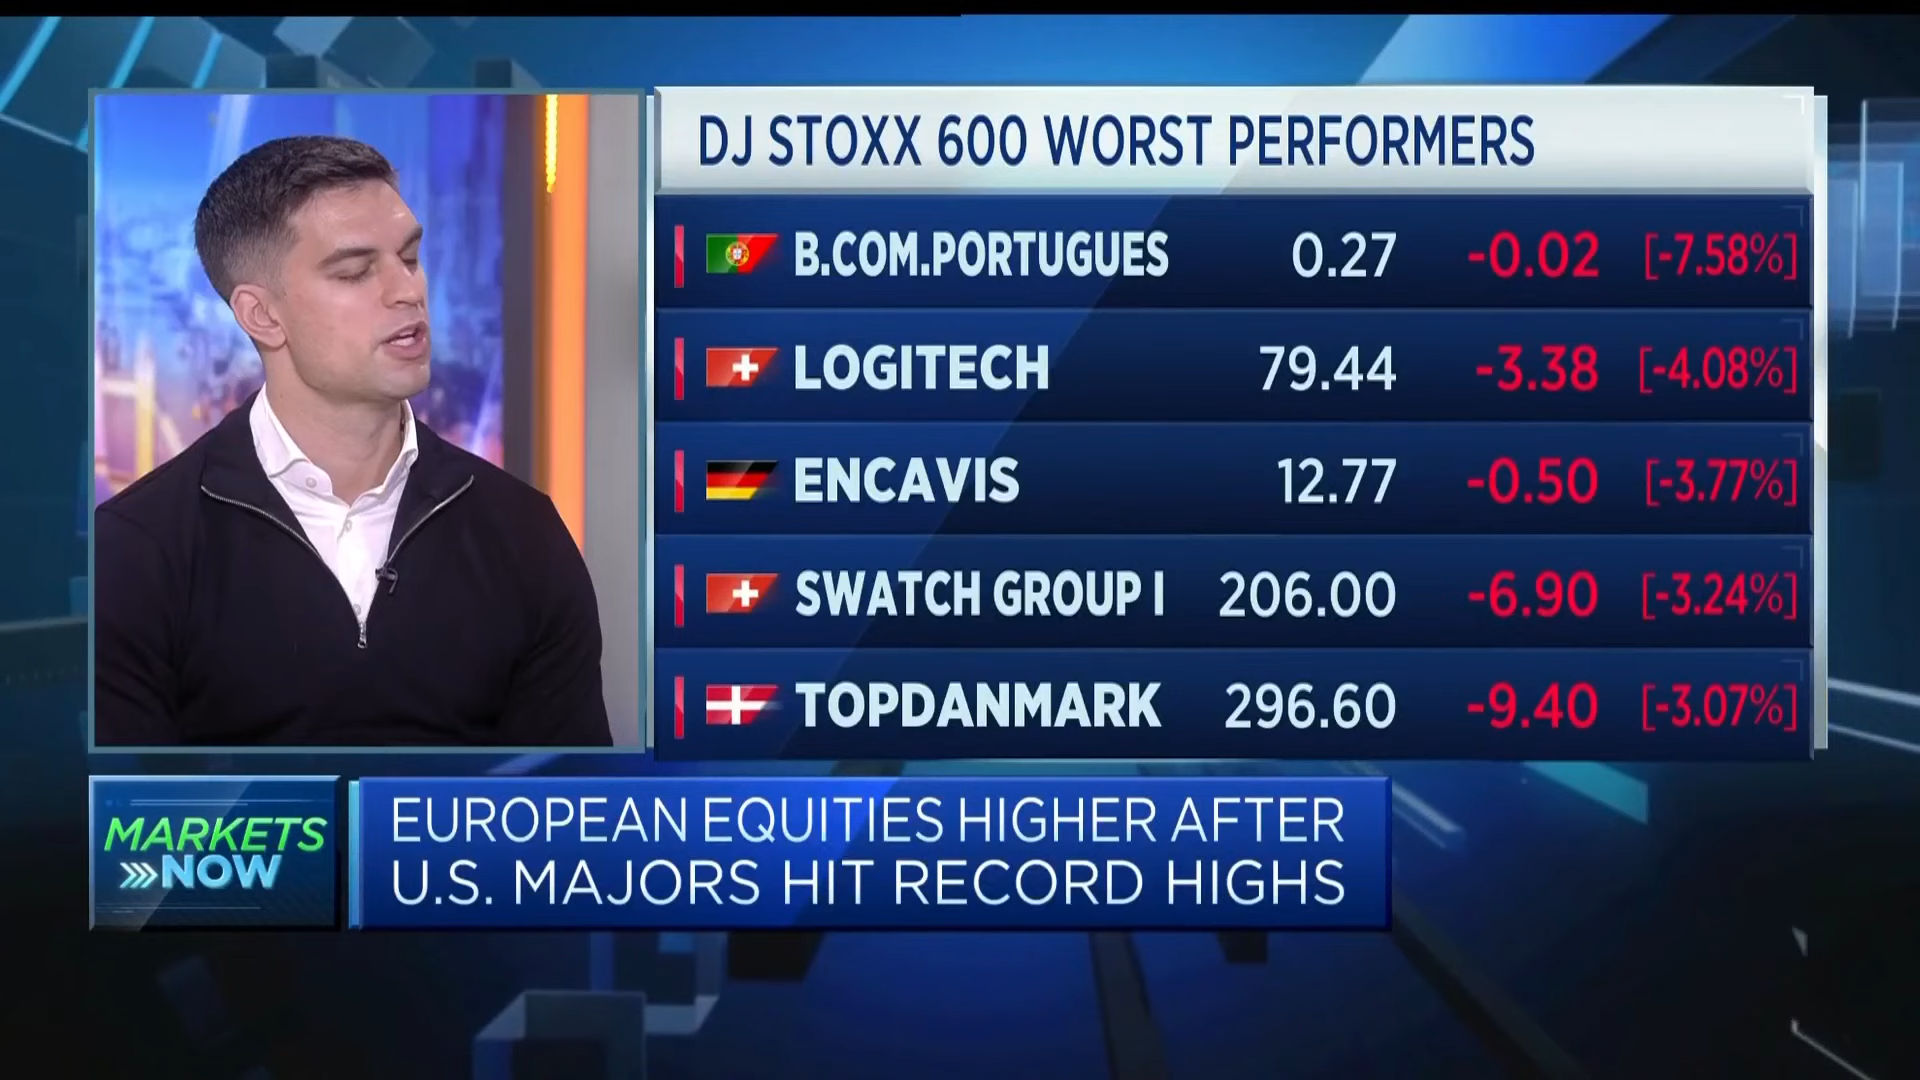 DJ STOXX 600 WORST PERFORMERS
B.COM.PORTUGUES 0.27 -0.02 [-7.58%]
LOGITECH 79.44 -3.38 [-4.08%]
ENCAVIS 12.77 -0.50 [-3.77%]
SWATCH GROUP I 206.00 -6.90 [-3.24%]
TOPDANMARK 296.60 -9.40 [-3.07%]
MARKETS
NOW
EUROPEAN EQUITIES HIGHER AFTER
U.S. MAJORS HIT RECORD HIGHS